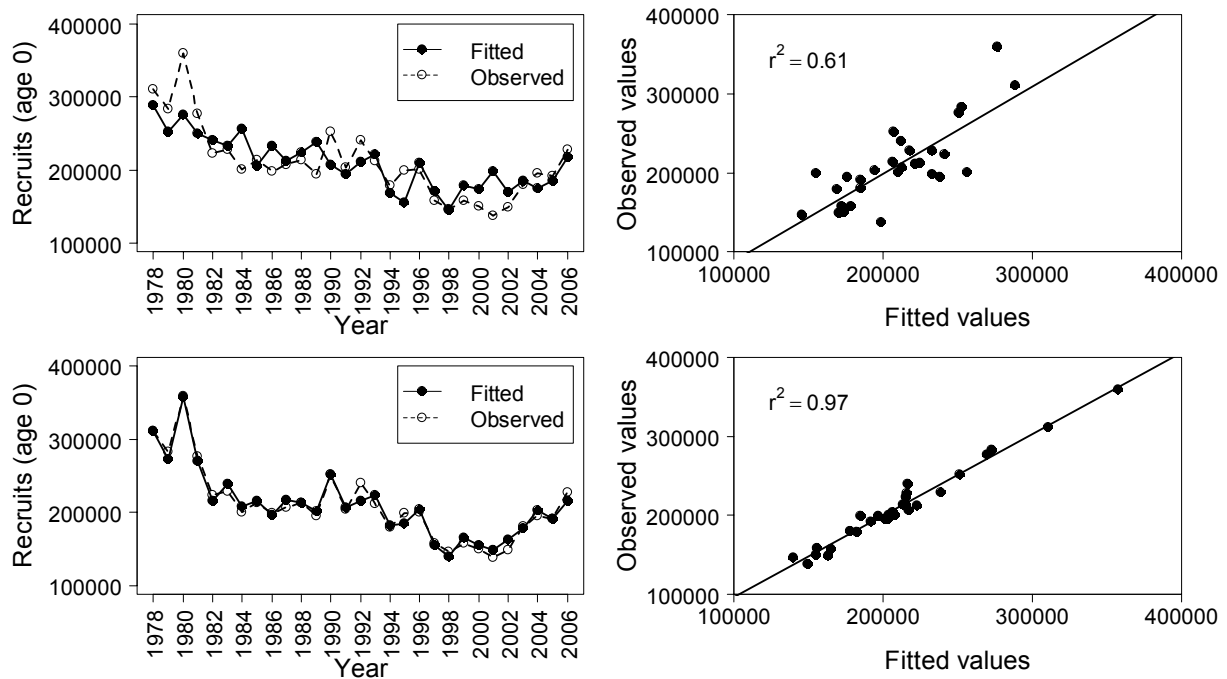 Recruits (age 0)
400000
300000
200000
100000
Fitted
Observed
1978
1980
1982
1984
1986
1988
1990
1992
1994
1996
1998
2000
2002
2004
2006
Year
Observed values
400000
300000
200000
100000
r² = 0.61
100000 200000 300000 400000
Fitted values
Recruits (age 0)
400000
300000
200000
100000
Fitted
Observed
1978
1980
1982
1984
1986
1988
1990
1992
1994
1996
1998
2000
2002
2004
2006
Year
Observed values
400000
300000
200000
100000
r² = 0.97
100000 200000 300000 400000
Fitted values